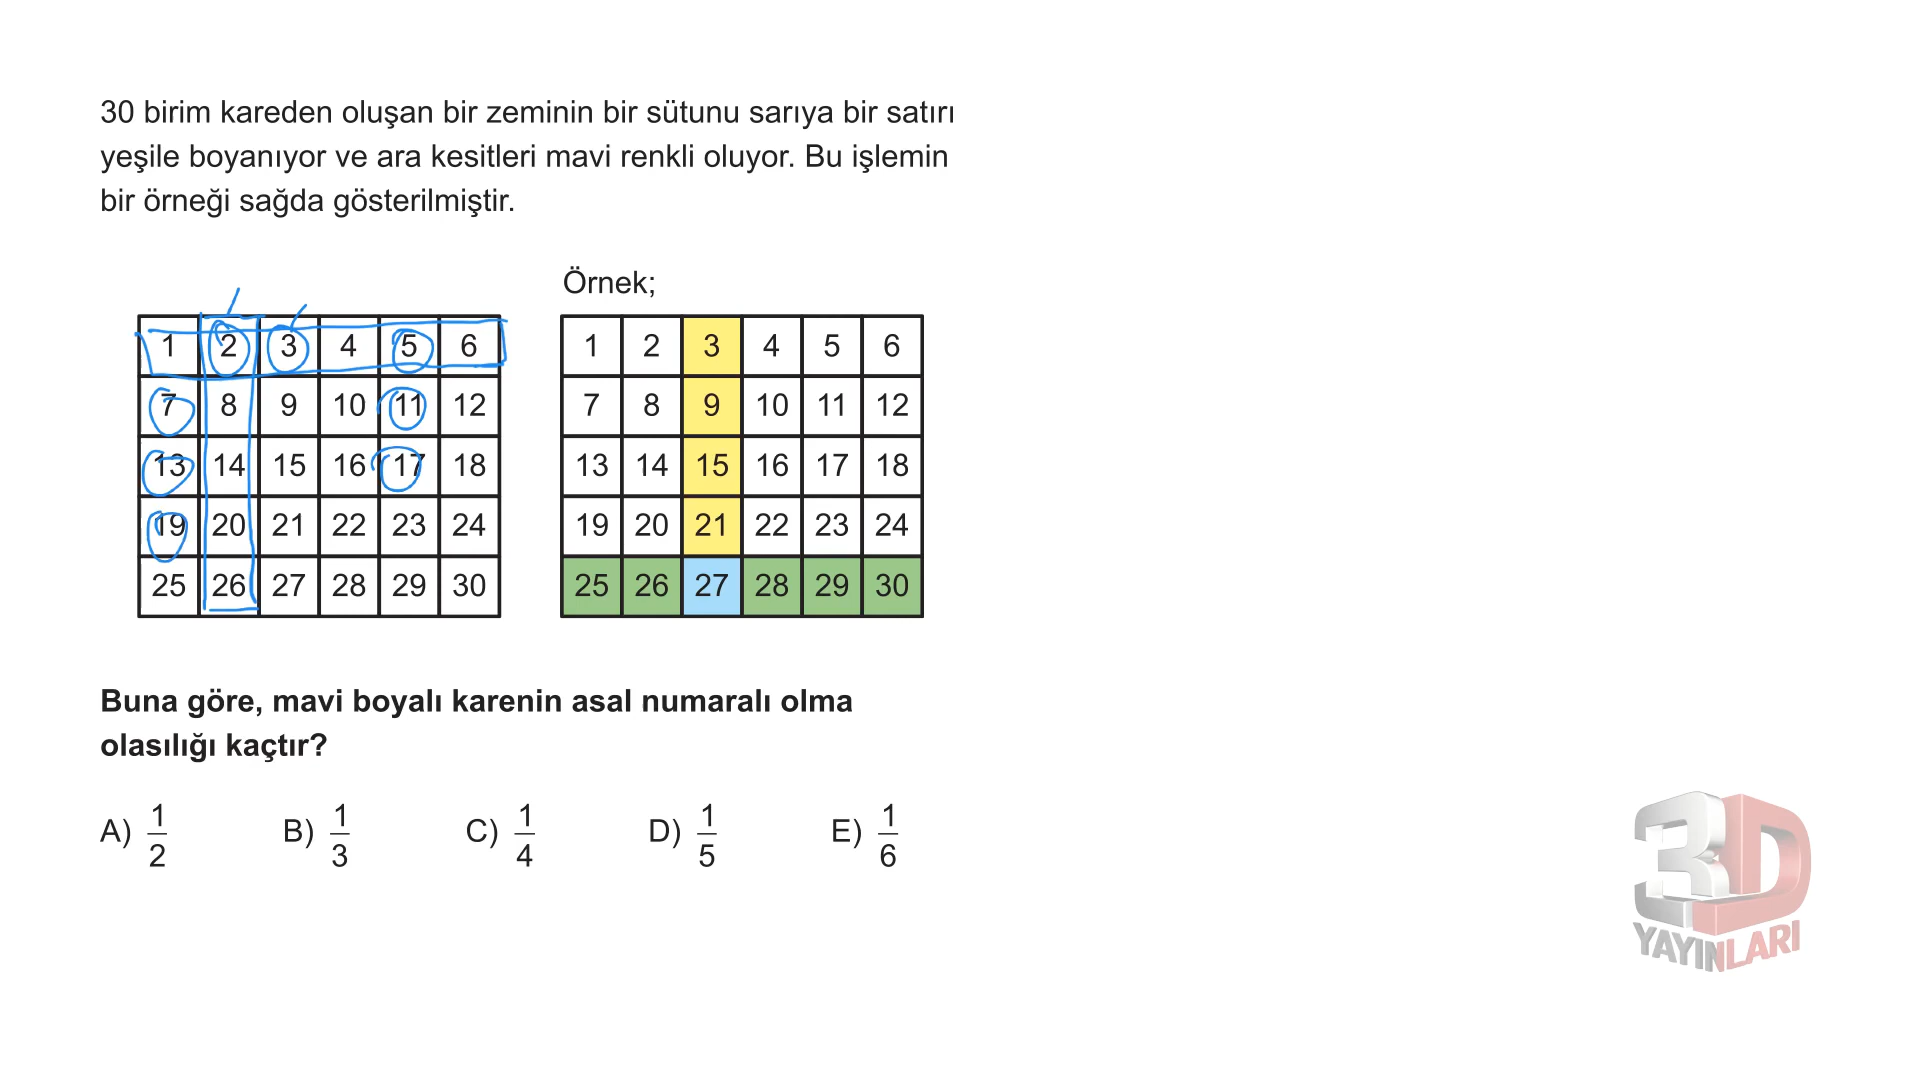 30 birim kareden oluşan bir zeminin bir sütunu sarıya bir satırı
yeşile boyanıyor ve ara kesitleri mavi renkli oluyor. Bu işlemin
bir örneği sağda gösterilmiştir.
1 2 3 4 5 6
7 8 9 10 11 12
13 14 15 16 17 18
19 20 21 22 23 24
25 26 27 28 29 30
Örnek;
1 2 3 4 5 6
7 8 9 10 11 12
13 14 15 16 17 18
19 20 21 22 23 24
25 26 27 28 29 30
Buna göre, mavi boyalı karenin asal numaralı olma
olasılığı kaçtır?
A) 1/2 B) 1/3 C) 1/4 D) 1/5 E) 1/6
3D
YAYINLARI